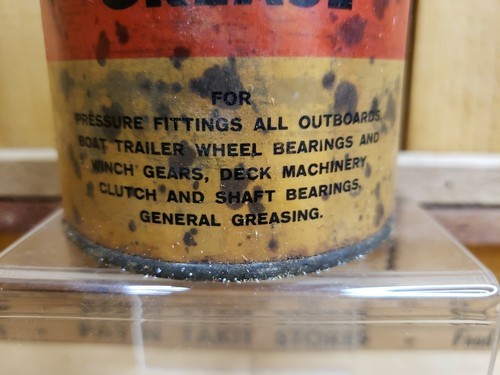 GREASE
FOR
PRESSURE FITTINGS ALL OUTBOARDS,
BOAT TRAILER WHEEL BEARINGS AND
WINCH GEARS, DECK MACHINERY
CLUTCH AND SHAFT BEARINGS,
GENERAL GREASING.